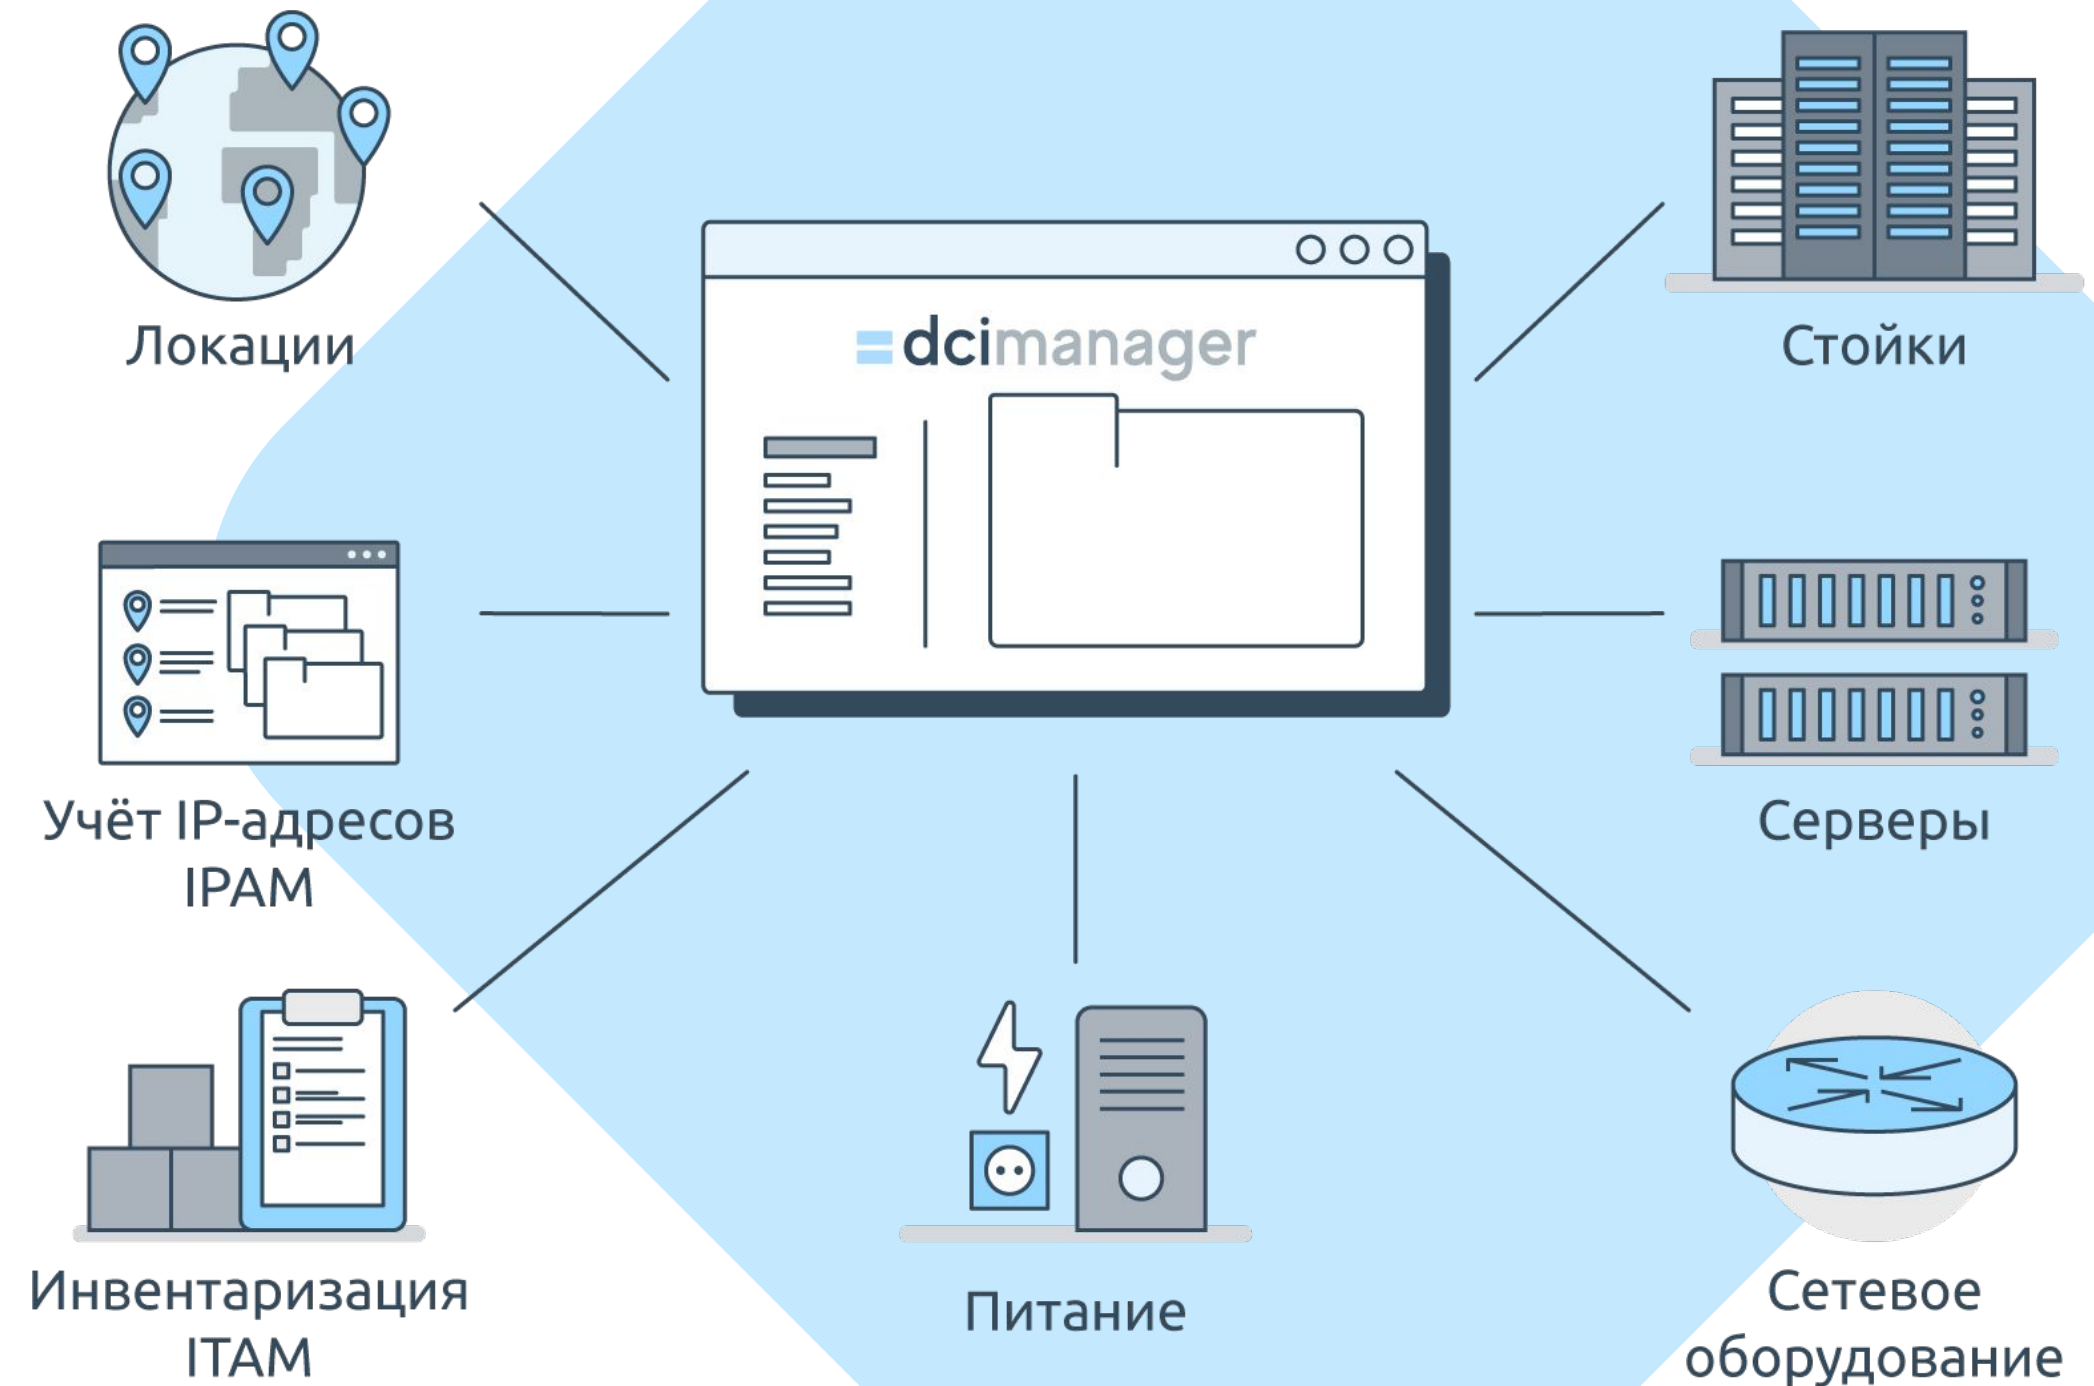 dcimanager
Локации
Стойки
Учёт IP-адресов
IPAM
Серверы
Инвентаризация
ITAM
Питание
Сетевое
оборудование